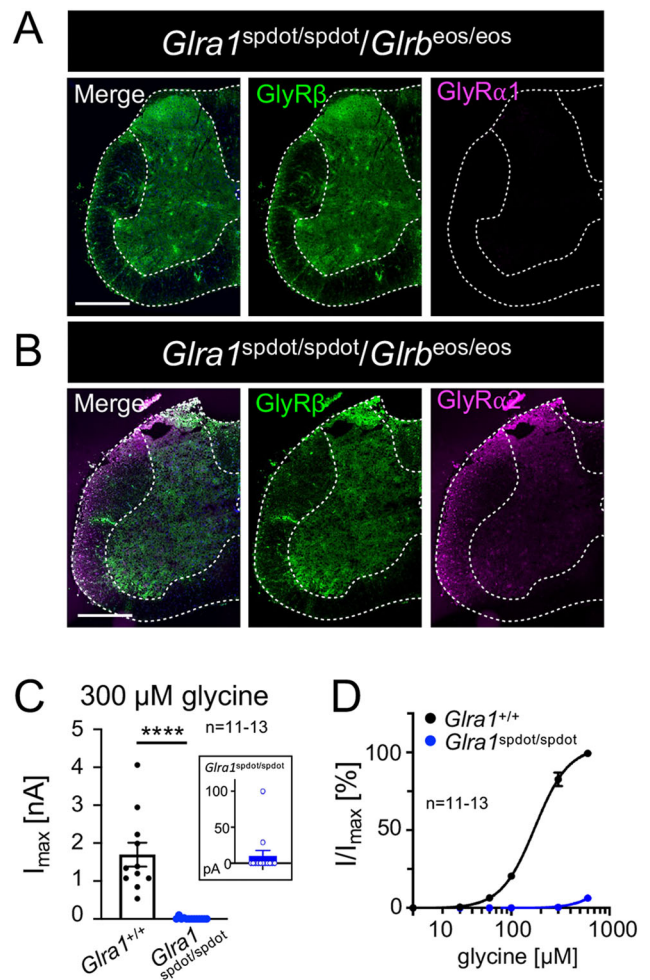 A
Glra1spdot/spdot/Glrbeos/eos
Merge
GlyRβ
GlyRα1
B
Glra1spdot/spdot/Glrbeos/eos
Merge
GlyRβ
GlyRα2
C
300 µM glycine
**** n=11-13
Imax [nA]
5
4
3
2
1
0
Glra1spdot/spdot
100
50
pA 0
Glra1+/+
Glra1
spdot/spdot
D
Glra1+/+
Glra1spdot/spdot
n=11-13
I/Imax [%]
100
50
0
10 100 1000
glycine [µM]